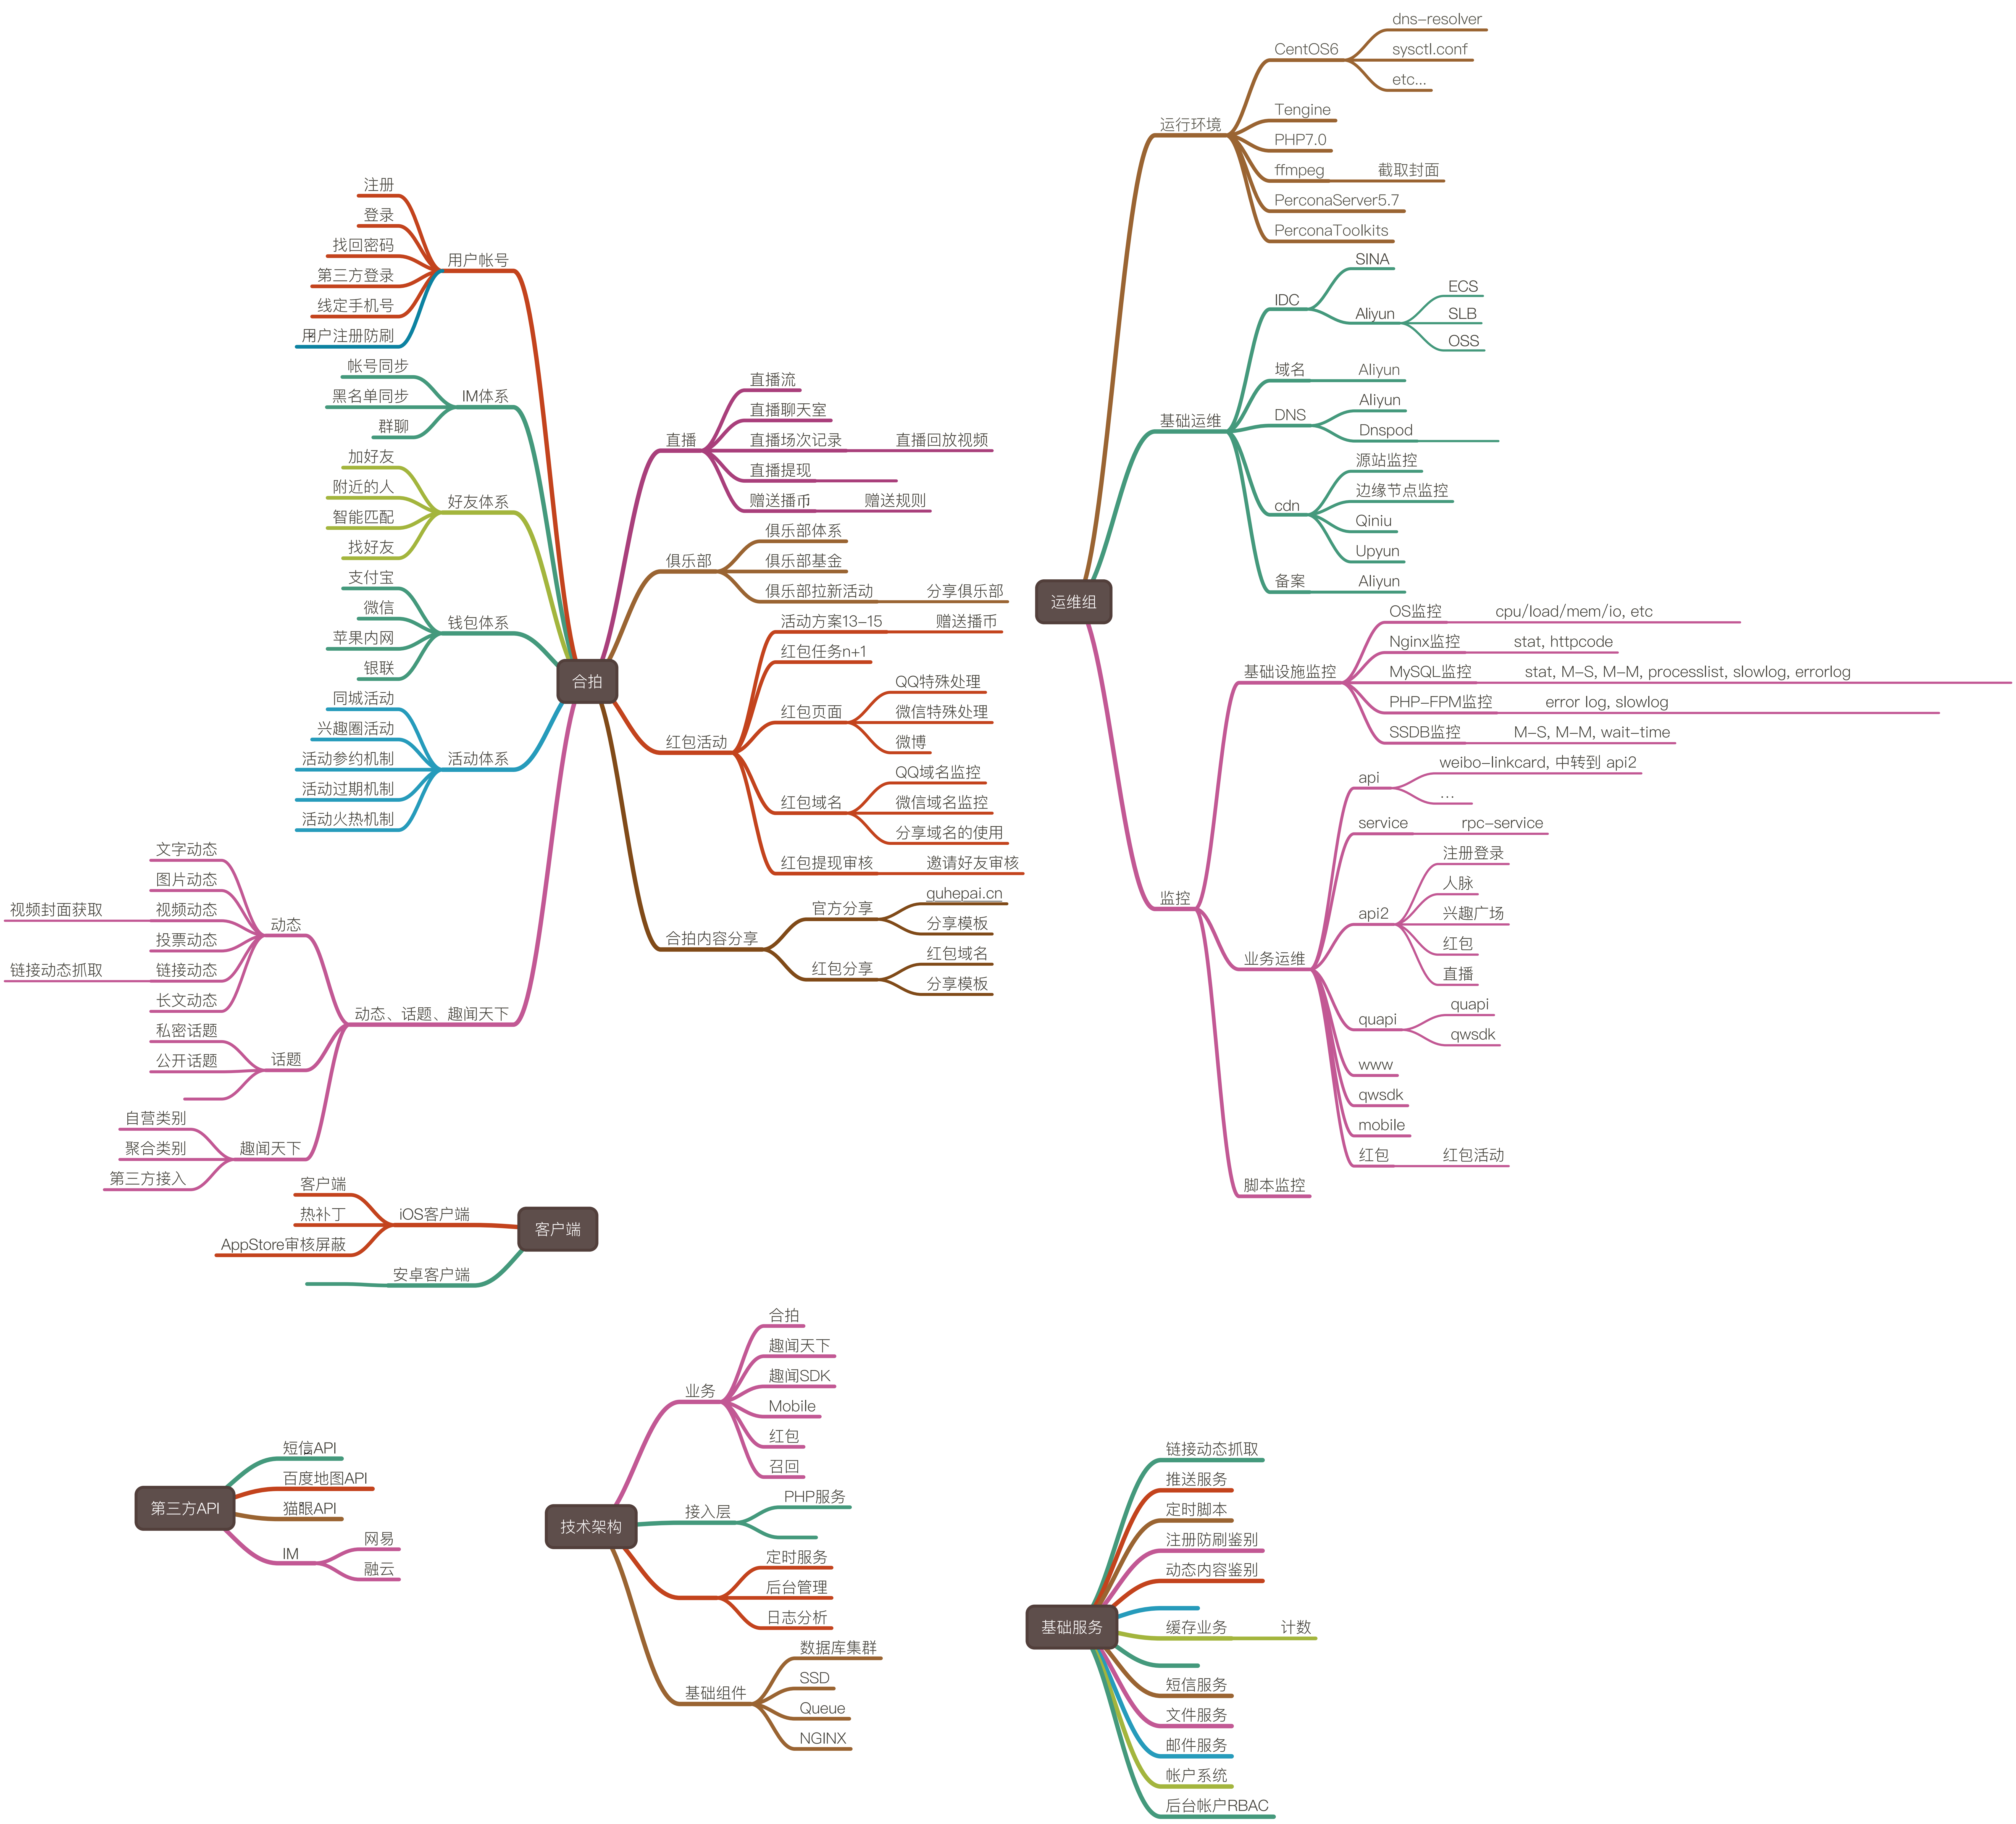 合拍
用户帐号
注册
登录
找回密码
第三方登录
线定手机号
用户注册防刷
IM体系
帐号同步
黑名单同步
群聊
好友体系
加好友
附近的人
智能匹配
找好友
钱包体系
支付宝
微信
苹果内网
银联
活动体系
同城活动
兴趣圈活动
活动参约机制
活动过期机制
活动火热机制
动态、话题、趣闻天下
动态
文字动态
图片动态
视频动态
视频封面获取
投票动态
链接动态
链接动态抓取
长文动态
话题
私密话题
公开话题
趣闻天下
自营类别
聚合类别
第三方接入
直播
直播流
直播聊天室
直播场次记录
直播回放视频
直播提现
赠送播币
赠送规则
俱乐部
俱乐部体系
俱乐部基金
俱乐部拉新活动
分享俱乐部
红包活动
活动方案13-15
赠送播币
红包任务n+1
红包页面
QQ特殊处理
微信特殊处理
微博
红包域名
QQ域名监控
微信域名监控
分享域名的使用
红包提现审核
邀请好友审核
合拍内容分享
官方分享
quhepai.cn
分享模板
红包分享
红包域名
分享模板
运维组
运行环境
CentOS6
dns-resolver
sysctl.conf
etc...
Tengine
PHP7.0
ffmpeg
截取封面
PerconaServer5.7
PerconaToolkits
基础运维
IDC
SINA
Aliyun
ECS
SLB
OSS
域名
Aliyun
DNS
Aliyun
Dnspod
cdn
源站监控
边缘节点监控
Qiniu
Upyun
备案
Aliyun
监控
基础设施监控
OS监控
cpu/load/mem/io, etc
Nginx监控
stat, httpcode
MySQL监控
stat, M-S, M-M, processlist, slowlog, errorlog
PHP-FPM监控
error log, slowlog
SSDB监控
M-S, M-M, wait-time
业务运维
api
weibo-linkcard, 中转到 api2
...
service
rpc-service
api2
注册登录
人脉
兴趣广场
红包
直播
quapi
quapi
qwsdk
www
qwsdk
mobile
红包
红包活动
脚本监控
客户端
iOS客户端
客户端
热补丁
AppStore审核屏蔽
安卓客户端
第三方API
短信API
百度地图API
猫眼API
IM
网易
融云
技术架构
业务
合拍
趣闻天下
趣闻SDK
Mobile
红包
召回
接入层
PHP服务
定时服务
后台管理
日志分析
基础组件
数据库集群
SSD
Queue
NGINX
基础服务
链接动态抓取
推送服务
定时脚本
注册防刷鉴别
动态内容鉴别
缓存业务
计数
短信服务
文件服务
邮件服务
帐户系统
后台帐户RBAC